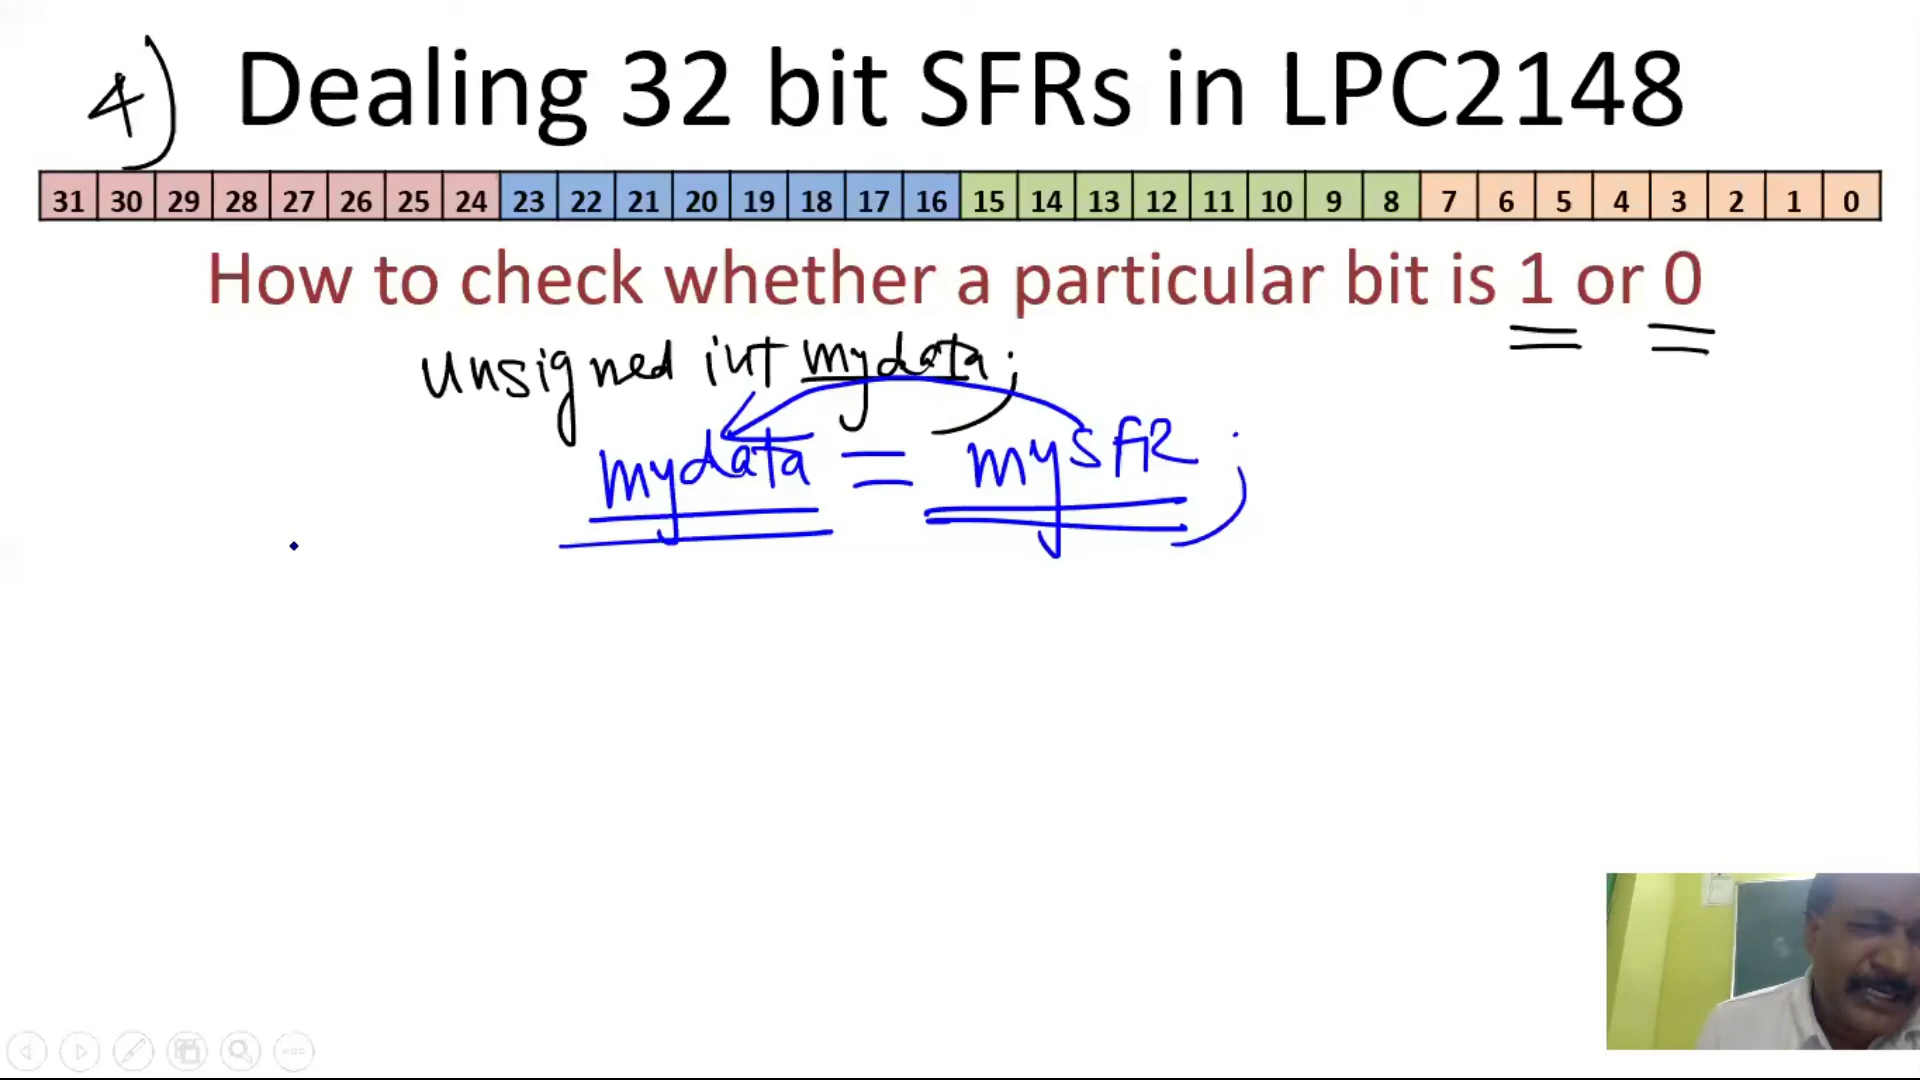 4) Dealing 32 bit SFRs in LPC2148
31 30 29 28 27 26 25 24 23 22 21 20 19 18 17 16 15 14 13 12 11 10 9 8 7 6 5 4 3 2 1 0
How to check whether a particular bit is 1 or 0
unsigned int mydata;
mydata = mySFR;